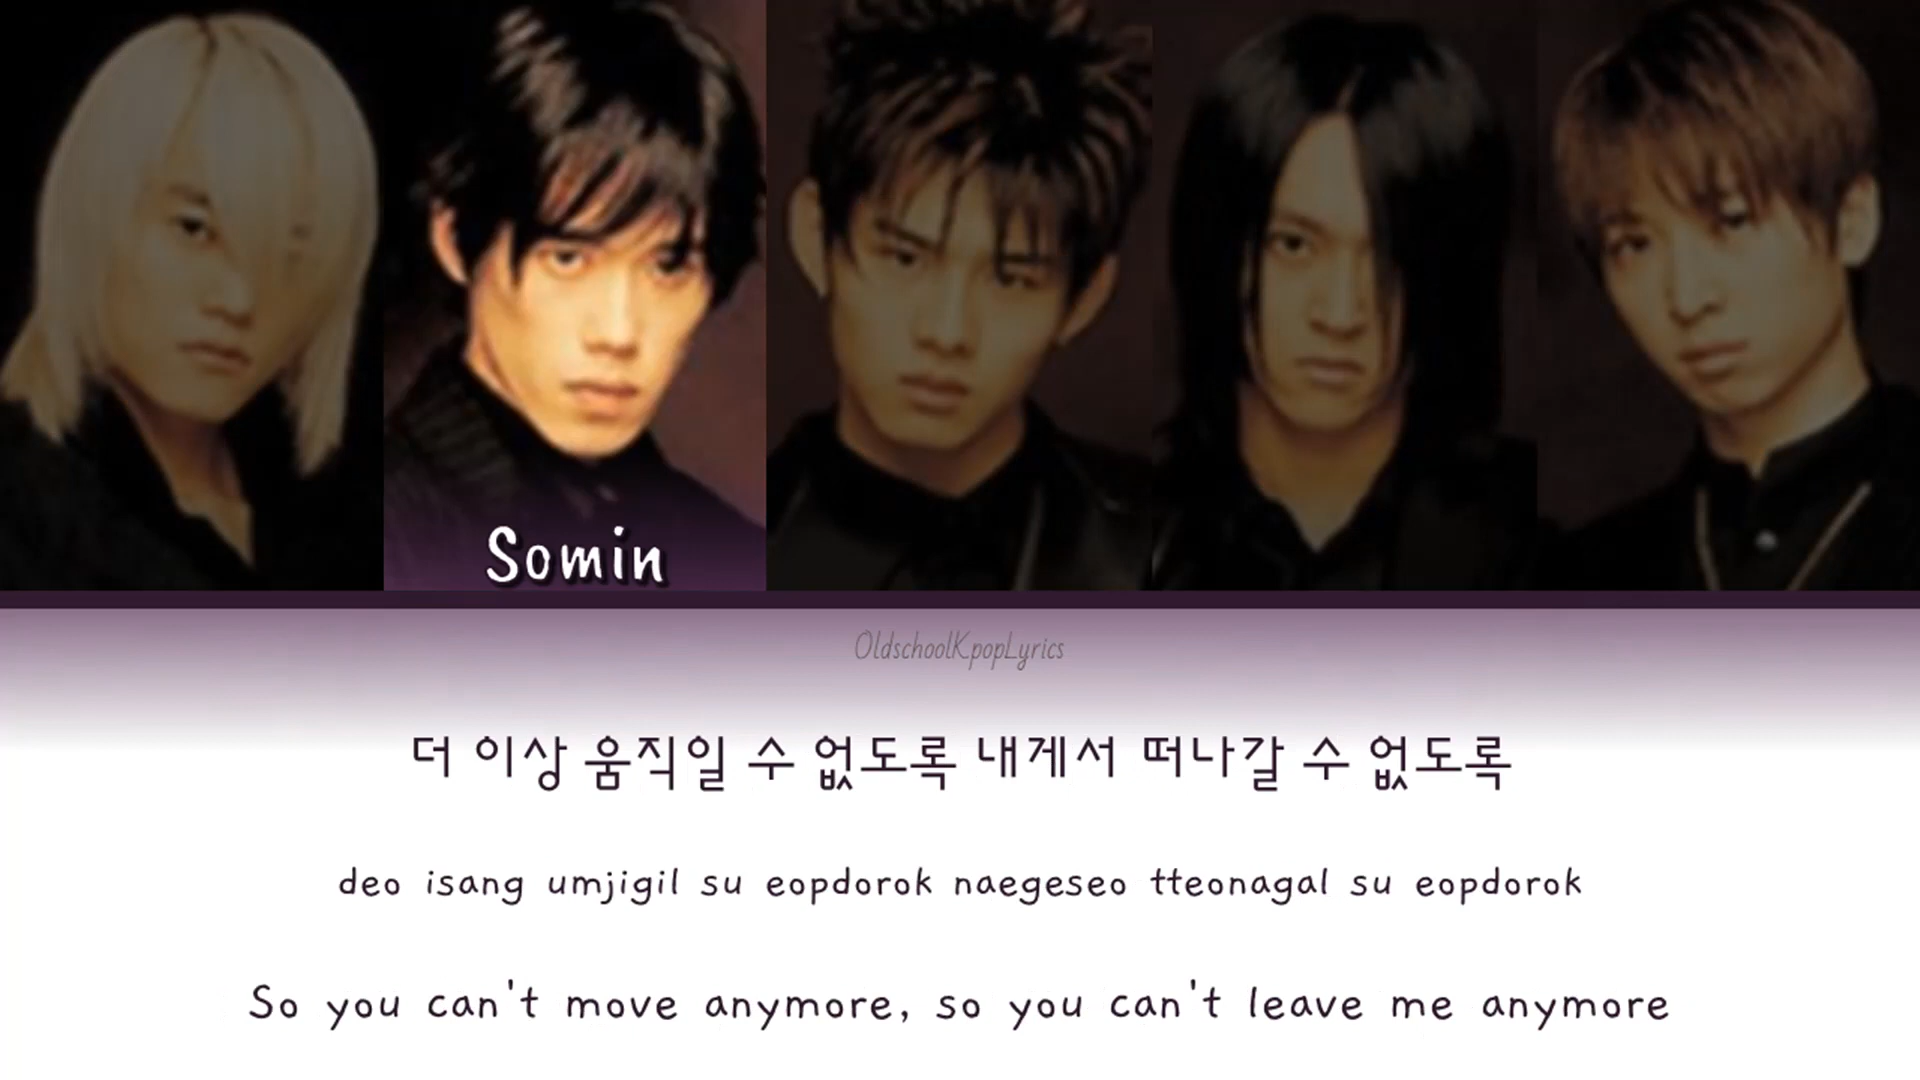 Somin
OldschoolKpopLyrics
더 이상 움직일 수 없도록 내게서 떠나갈 수 없도록
deo isang umjigil su eopdorok naegeseo tteonagal su eopdorok
So you can't move anymore, so you can't leave me anymore